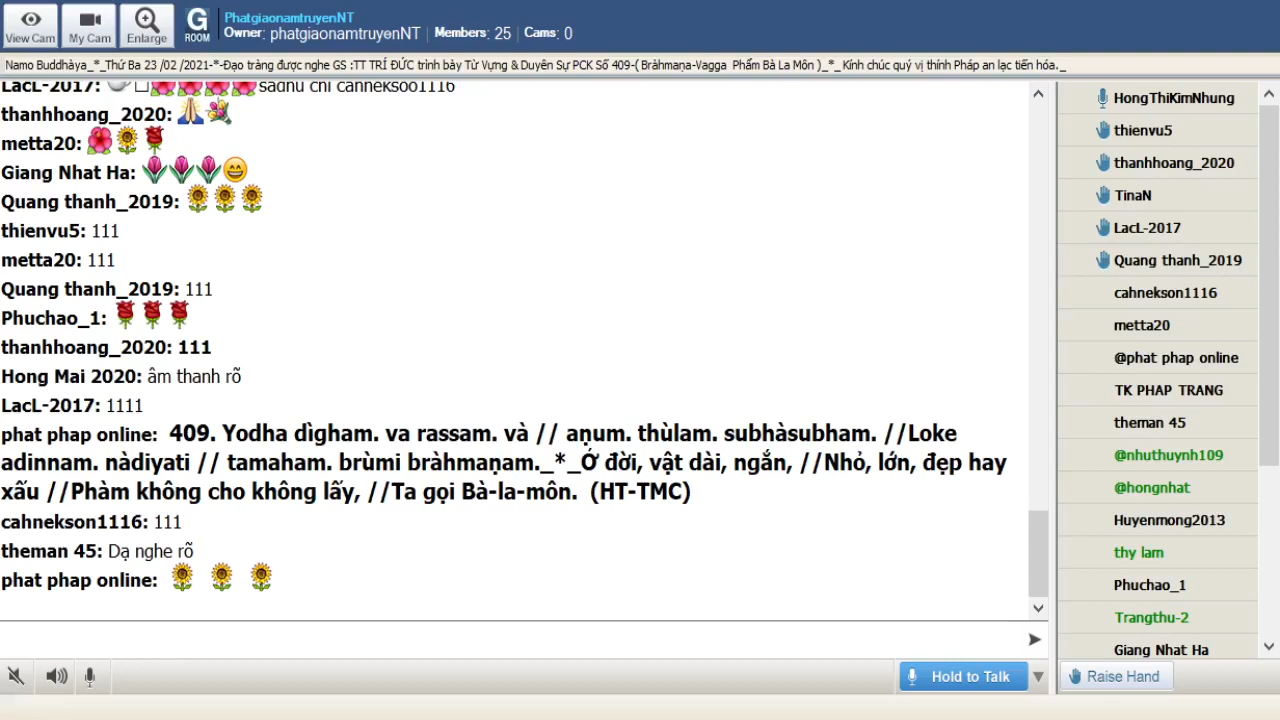 View Cam
My Cam
Enlarge
G
ROOM
PhatgiaonamtruyenNT
Owner: phatgiaonamtruyenNT | Members: 25 | Cams: 0
Namo Buddhàya_*_Thứ Ba 23 /02 /2021-*-Đạo tràng được nghe GS :TT TRÍ ĐỨC trình bày Từ Vựng & Duyên Sự PCK Số 409-( Bràhmaṇa-Vagga Phẩm Bà La Môn )_*_ Kính chúc quý vị thính Pháp an lạc tiến hóa._
LacL-2017: sadhu chi cahneksoo1116
thanhhoang_2020:
metta20:
Giang Nhat Ha:
Quang thanh_2019:
thienvu5: 111
metta20: 111
Quang thanh_2019: 111
Phuchao_1:
thanhhoang_2020: 111
Hong Mai 2020: âm thanh rõ
LacL-2017: 1111
phat phap online: 409. Yodha dìgham. va rassam. và // aṇum. thùlam. subhàsubham. //Loke
adinnam. nàdiyati // tamaham. brùmi bràhmaṇam._*_Ở đời, vật dài, ngắn, //Nhỏ, lớn, đẹp hay
xấu //Phàm không cho không lấy, //Ta gọi Bà-la-môn. (HT-TMC)
cahnekson1116: 111
theman 45: Dạ nghe rõ
phat phap online:
Hold to Talk
HongThiKimNhung
thienvu5
thanhhoang_2020
TinaN
LacL-2017
Quang thanh_2019
cahnekson1116
metta20
@phat phap online
TK PHAP TRANG
theman 45
@nhuthuynh109
@hongnhat
Huyenmong2013
thy lam
Phuchao_1
Trangthu-2
Giang Nhat Ha
Raise Hand